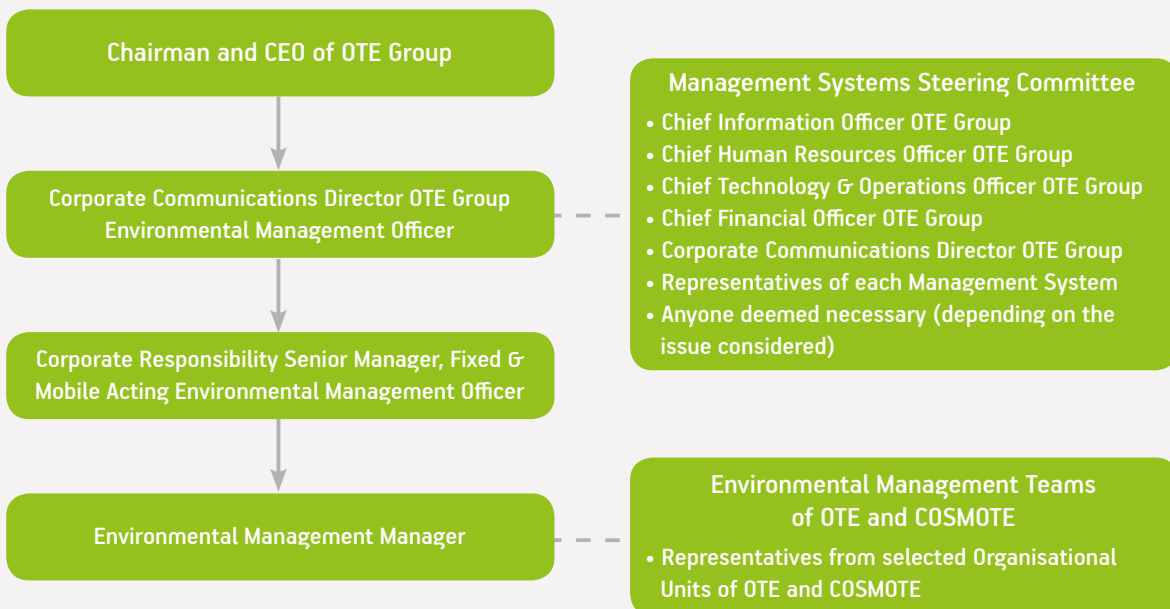 Chairman and CEO of OTE Group
Corporate Communications Director OTE Group
Environmental Management Officer
Corporate Responsibility Senior Manager, Fixed &
Mobile Acting Environmental Management Officer
Environmental Management Manager
Management Systems Steering Committee
• Chief Information Officer OTE Group
• Chief Human Resources Officer OTE Group
• Chief Technology & Operations Officer OTE Group
• Chief Financial Officer OTE Group
• Corporate Communications Director OTE Group
• Representatives of each Management System
• Anyone deemed necessary (depending on the
issue considered)
Environmental Management Teams
of OTE and COSMOTE
• Representatives from selected Organisational
Units of OTE and COSMOTE